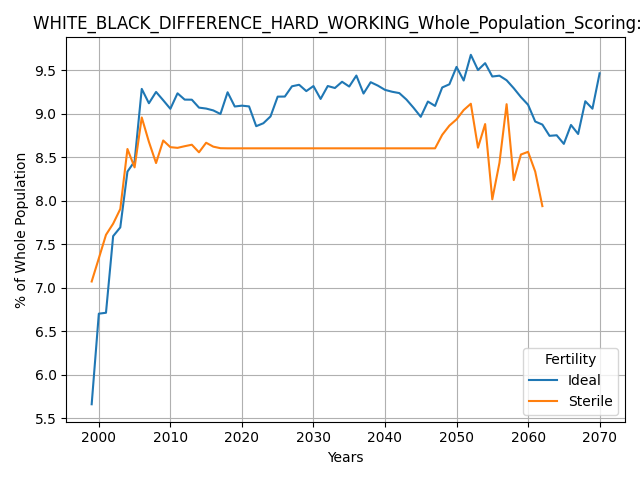 WHITE_BLACK_DIFFERENCE_HARD_WORKING_Whole_Population_Scoring:
% of Whole Population
9.5
9.0
8.5
8.0
7.5
7.0
6.5
6.0
5.5
Fertility
Ideal
Sterile
2000 2010 2020 2030 2040 2050 2060 2070
Years